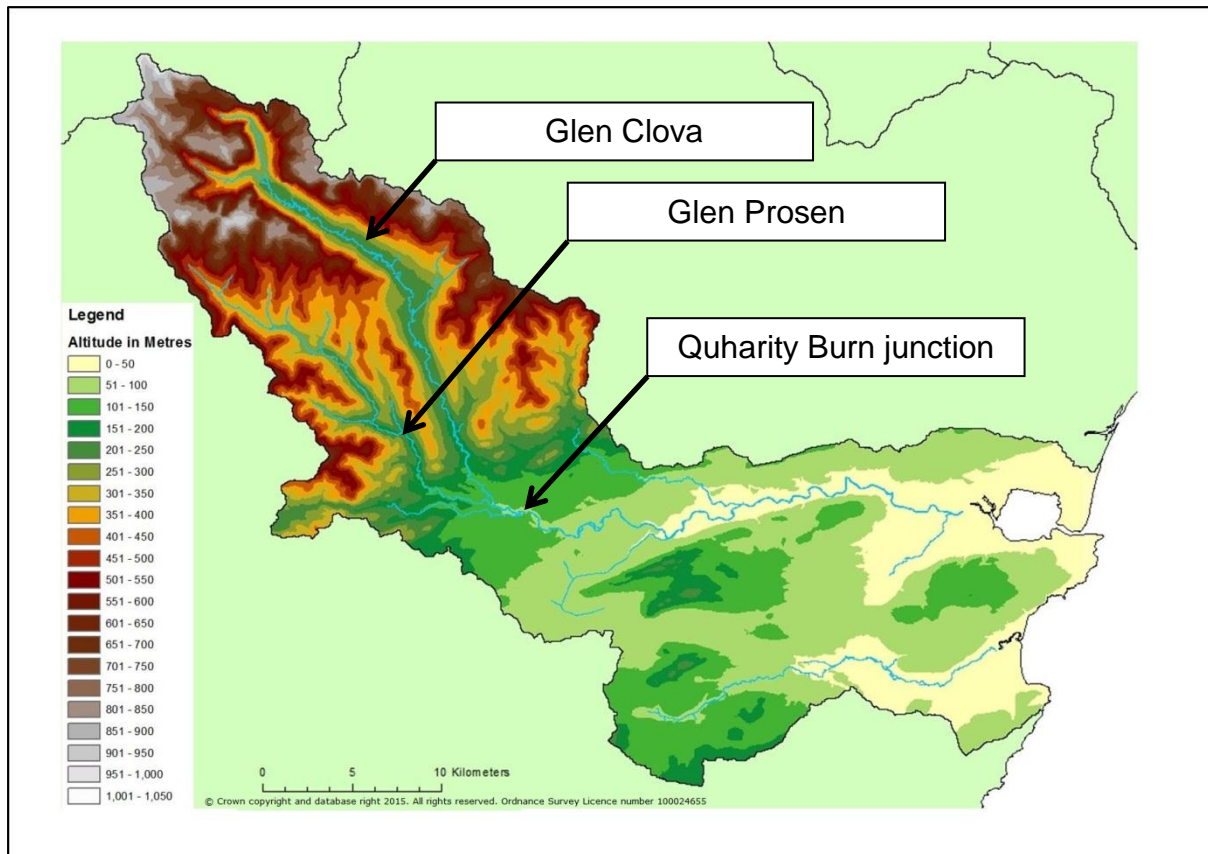 Glen Clova
Glen Prosen
Quharity Burn junction
Legend
Altitude in Metres
0 - 50
51 - 100
101 - 150
151 - 200
201 - 250
251 - 300
301 - 350
351 - 400
401 - 450
451 - 500
501 - 550
551 - 600
601 - 650
651 - 700
701 - 750
751 - 800
801 - 850
851 - 900
901 - 950
951 - 1,000
1,001 - 1,050
0 5 10 Kilometers
© Crown copyright and database right 2015. All rights reserved. Ordnance Survey Licence number 100024655